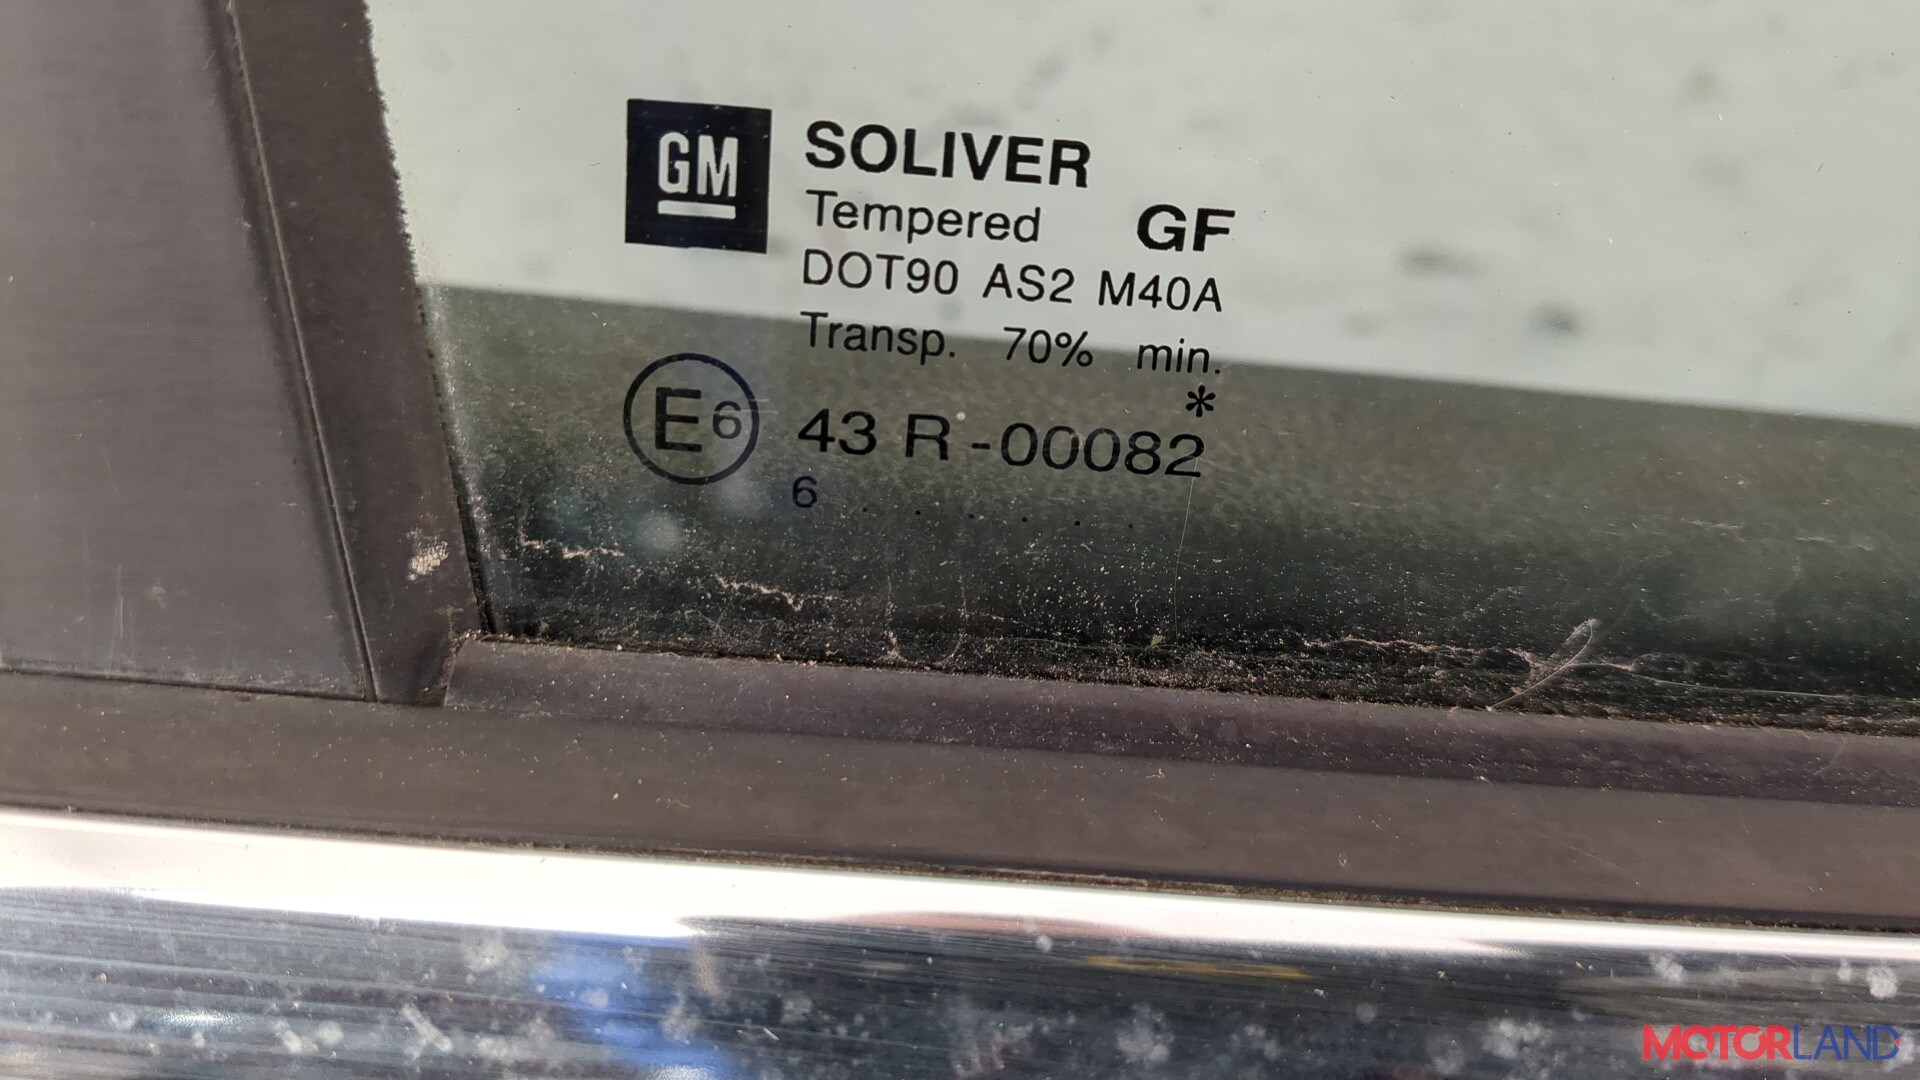 GM
SOLIVER
Tempered GF
DOT90 AS2 M40A
Transp. 70% min.
*
E6 43 R -00082
6 . . . . . .
MOTORLAND